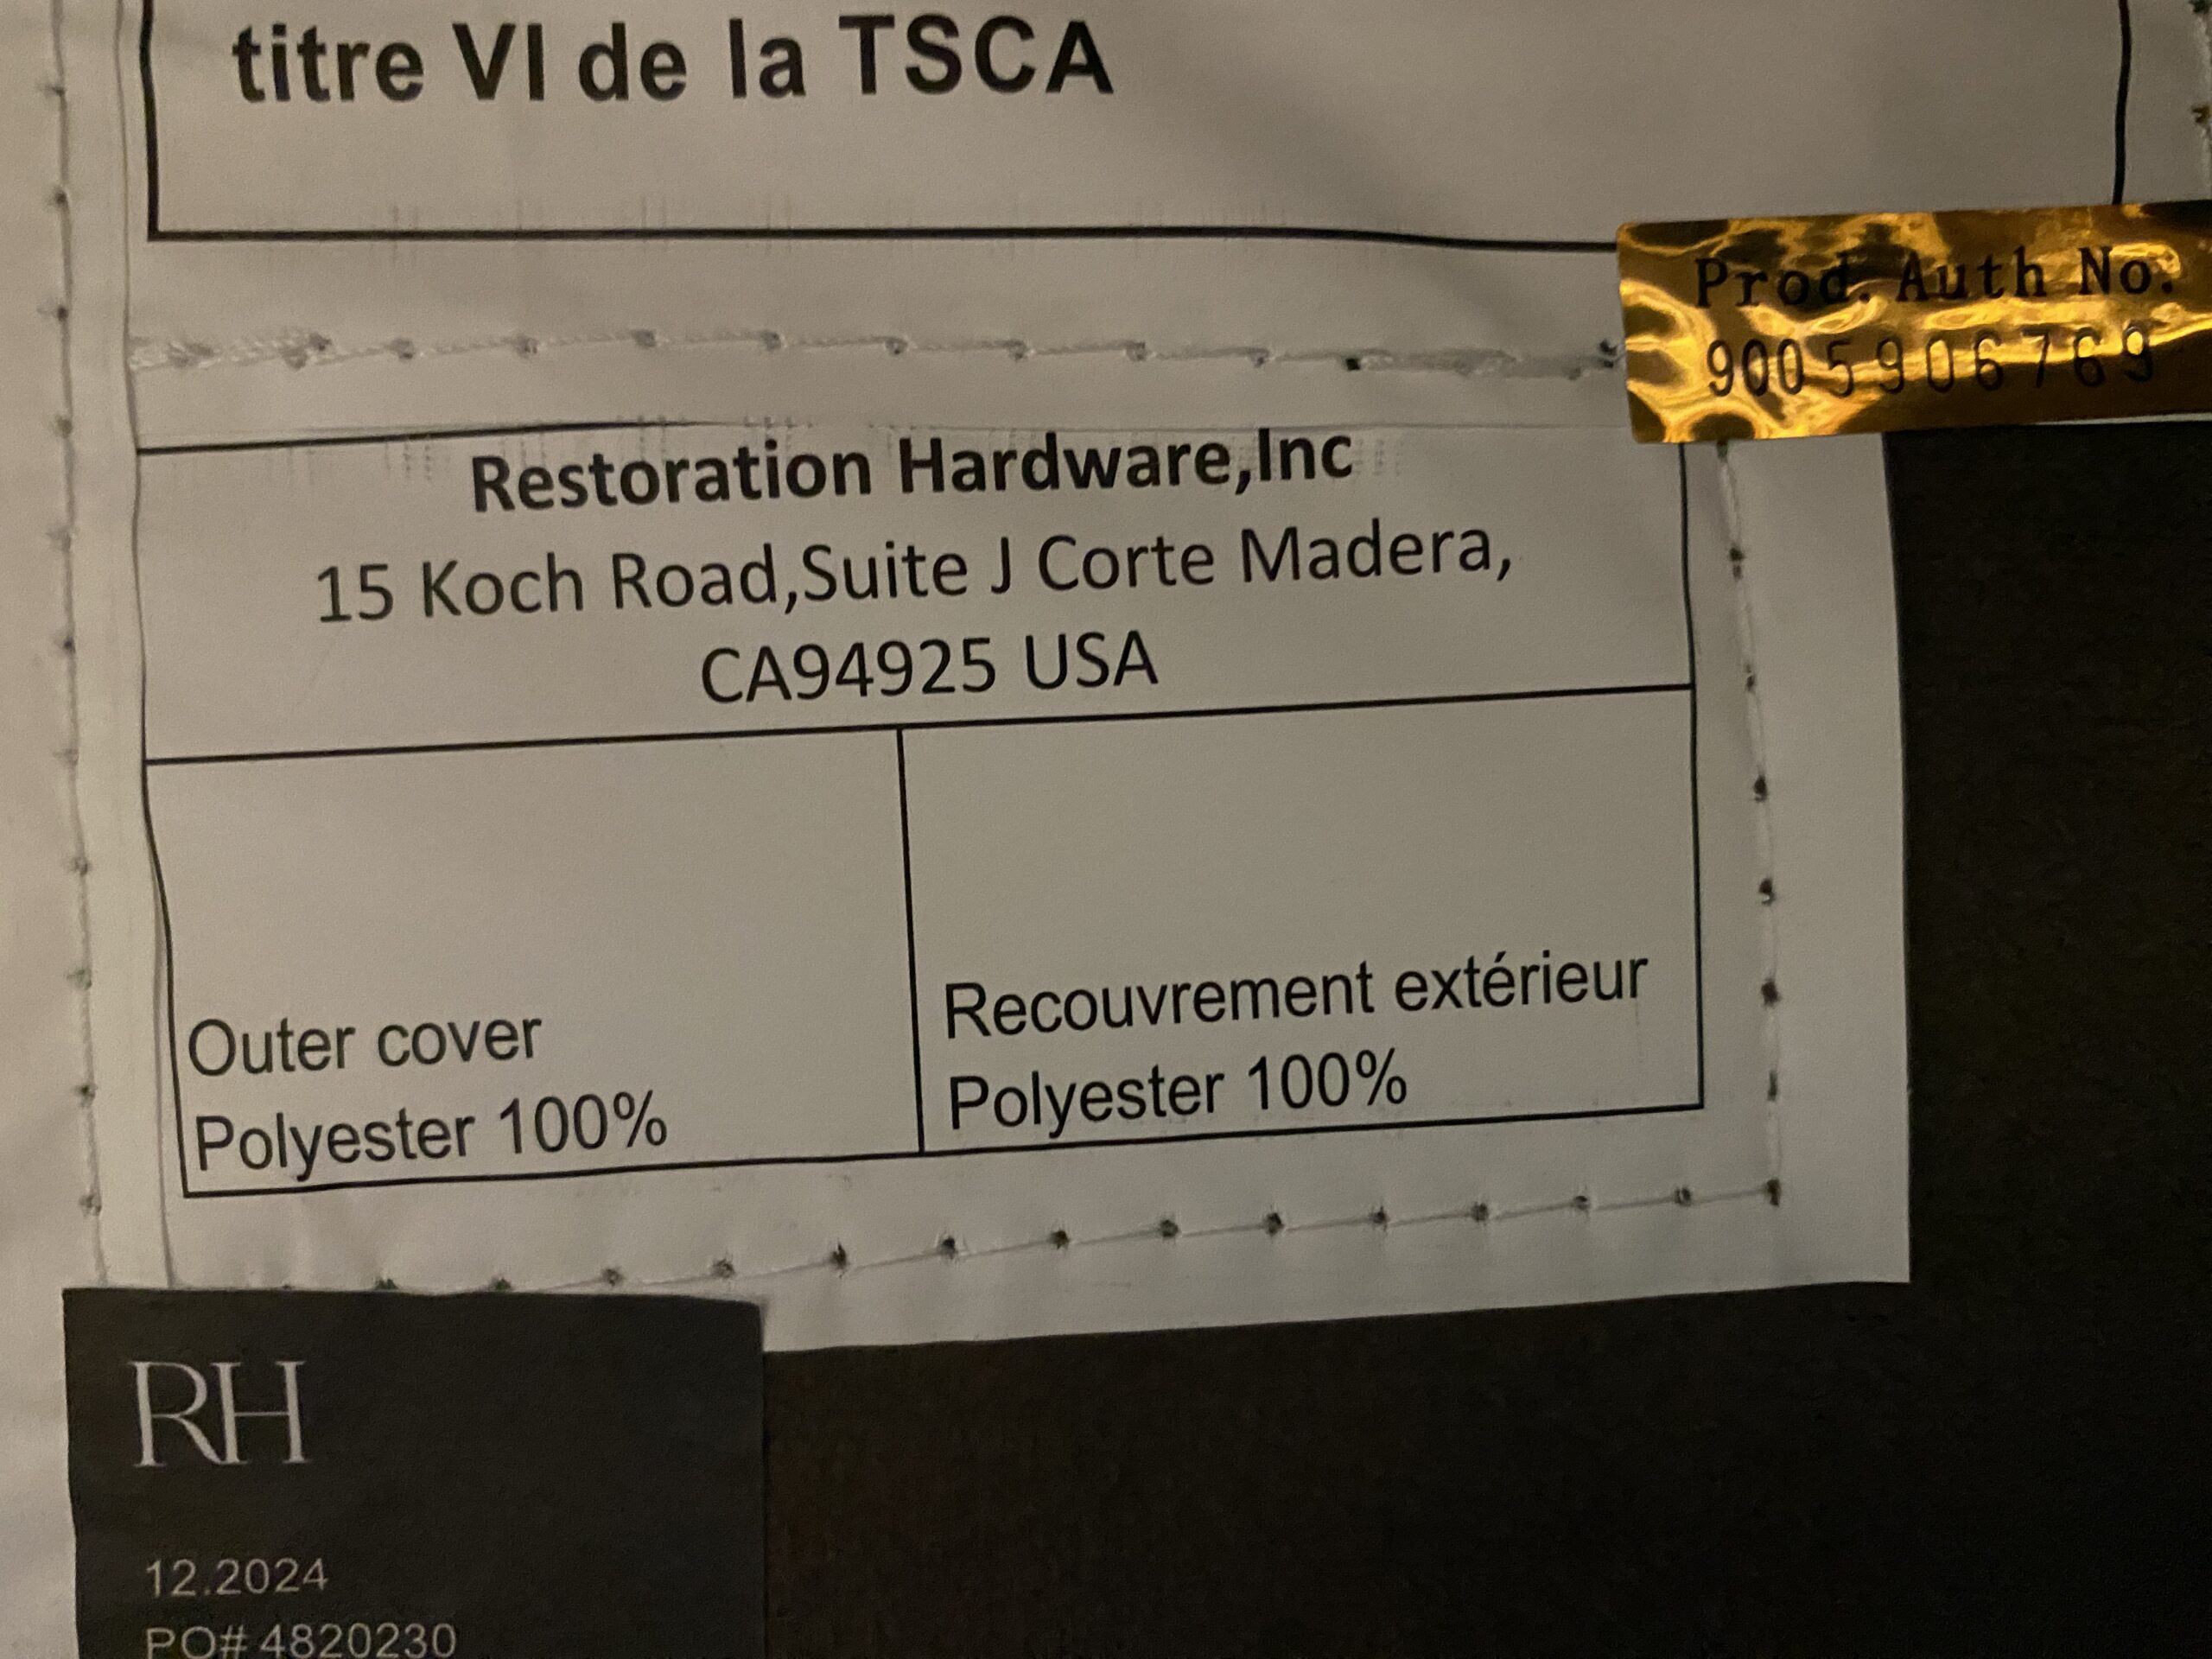 titre VI de la TSCA
Prod. Auth No:
9005906769
Restoration Hardware,Inc
15 Koch Road,Suite J Corte Madera,
CA94925 USA
Outer cover
Polyester 100%
Recouvrement extérieur
Polyester 100%
RH
12.2024
PO# 4820230